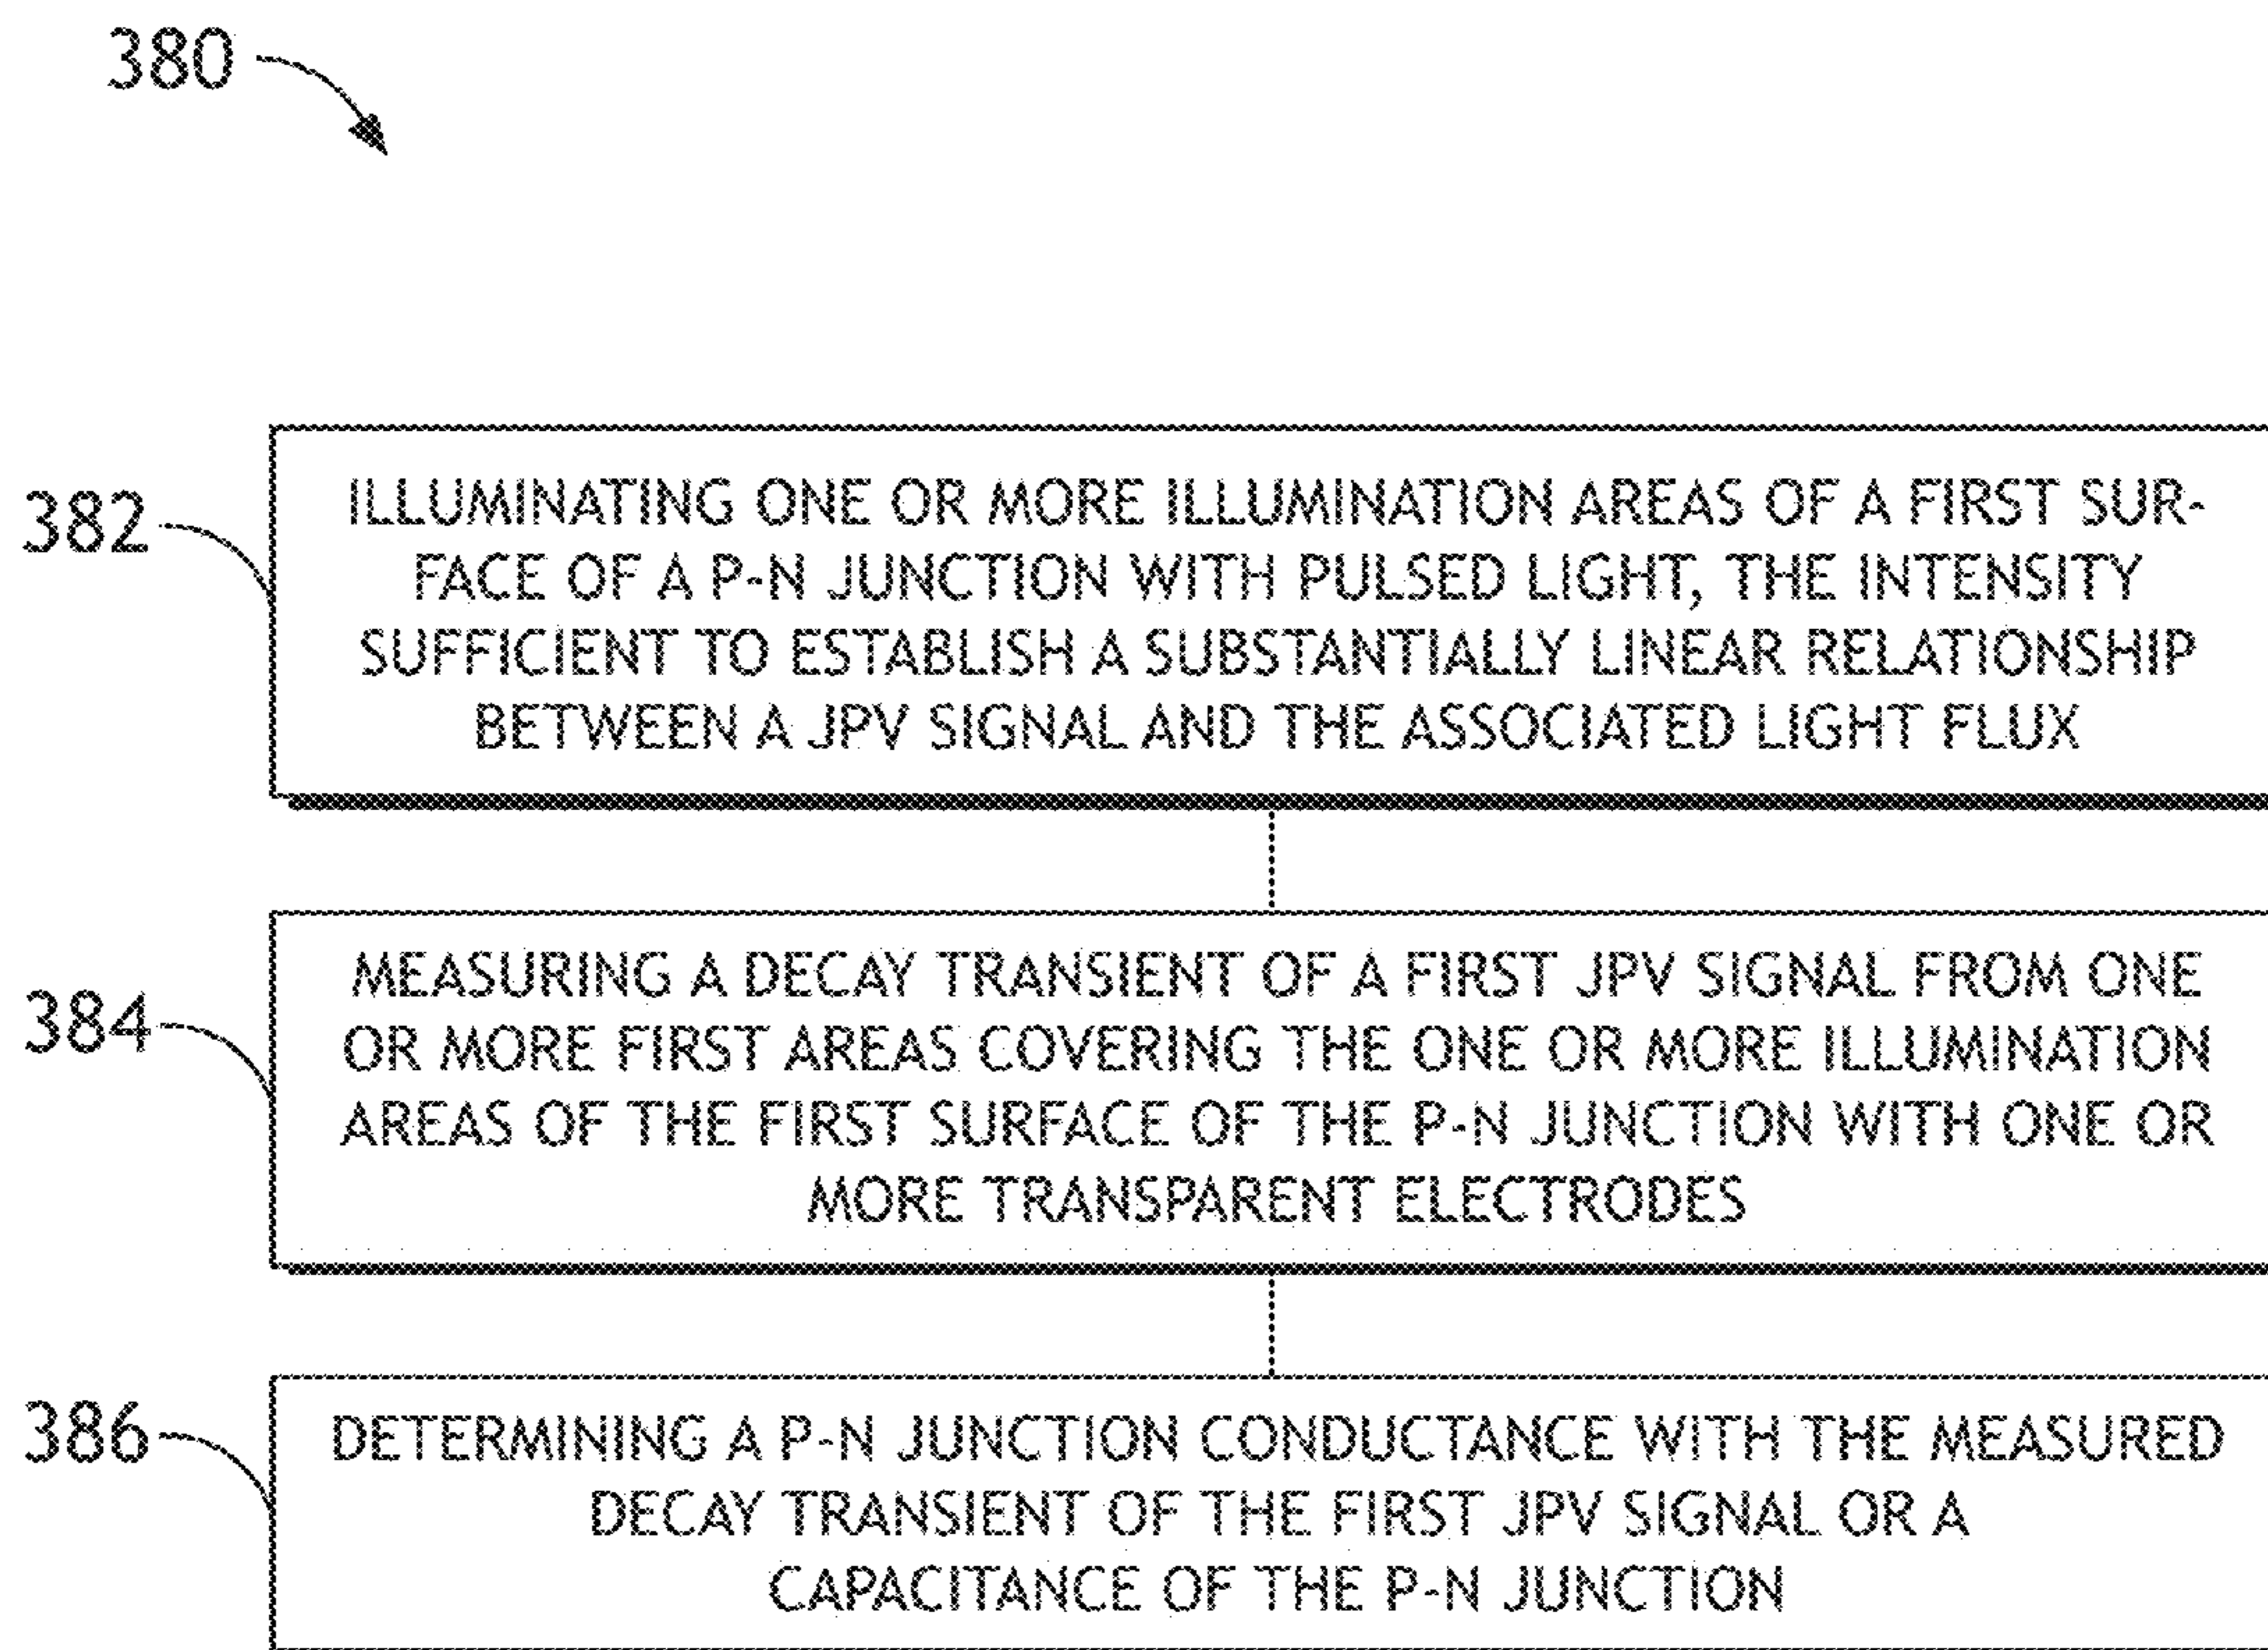 380
382
ILLUMINATING ONE OR MORE ILLUMINATION AREAS OF A FIRST SUR-
FACE OF A P-N JUNCTION WITH PULSED LIGHT, THE INTENSITY
SUFFICIENT TO ESTABLISH A SUBSTANTIALLY LINEAR RELATIONSHIP
BETWEEN A JPV SIGNAL AND THE ASSOCIATED LIGHT FLUX
384
MEASURING A DECAY TRANSIENT OF A FIRST JPV SIGNAL FROM ONE
OR MORE FIRST AREAS COVERING THE ONE OR MORE ILLUMINATION
AREAS OF THE FIRST SURFACE OF THE P-N JUNCTION WITH ONE OR
MORE TRANSPARENT ELECTRODES
386
DETERMINING A P-N JUNCTION CONDUCTANCE WITH THE MEASURED
DECAY TRANSIENT OF THE FIRST JPV SIGNAL OR A
CAPACITANCE OF THE P-N JUNCTION